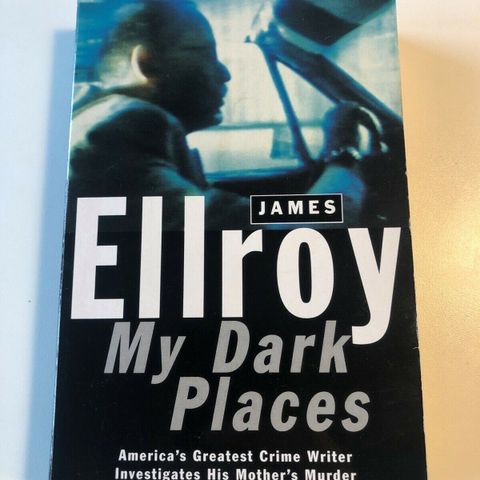 JAMES
Ellroy
My Dark
Places
America's Greatest Crime Writer
Investigates His Mother's Murder